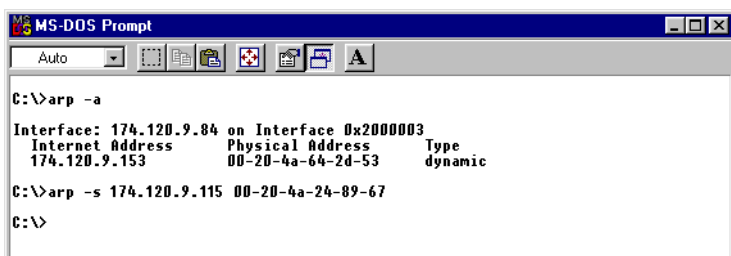 MS-DOS Prompt
Auto
A
C:\>arp -a
Interface: 174.120.9.84 on Interface 0x2000003
Internet Address Physical Address Type
174.120.9.153 00-20-4a-64-2d-53 dynamic
C:\>arp -s 174.120.9.115 00-20-4a-24-89-67
C:\>